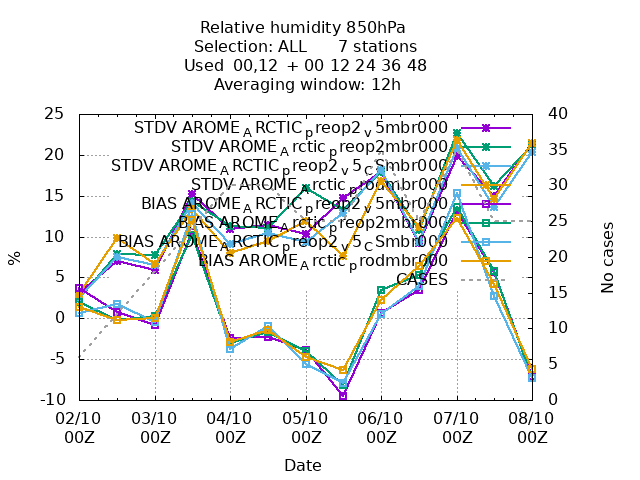 Relative humidity 850hPa
Selection: ALL 7 stations
Used 00,12 + 00 12 24 36 48
Averaging window: 12h
25
20
15
10
5
0
-5
-10
%
40
35
30
25
20
15
10
5
0
No cases
STDV AROME_ARCTIC_preop2_v5mbr000
STDV AROME_Arctic_preop2mbr000
STDV AROME_ARCTIC_preop2_v5_CSmbr000
STDV AROME_Arctic_prodmbr000
BIAS AROME_ARCTIC_preop2_v5mbr000
BIAS AROME_Arctic_preop2mbr000
BIAS AROME_ARCTIC_preop2_v5_CSmbr000
BIAS AROME_Arctic_prodmbr000
CASES
02/10 03/10 04/10 05/10 06/10 07/10 08/10
00Z 00Z 00Z 00Z 00Z 00Z 00Z
Date